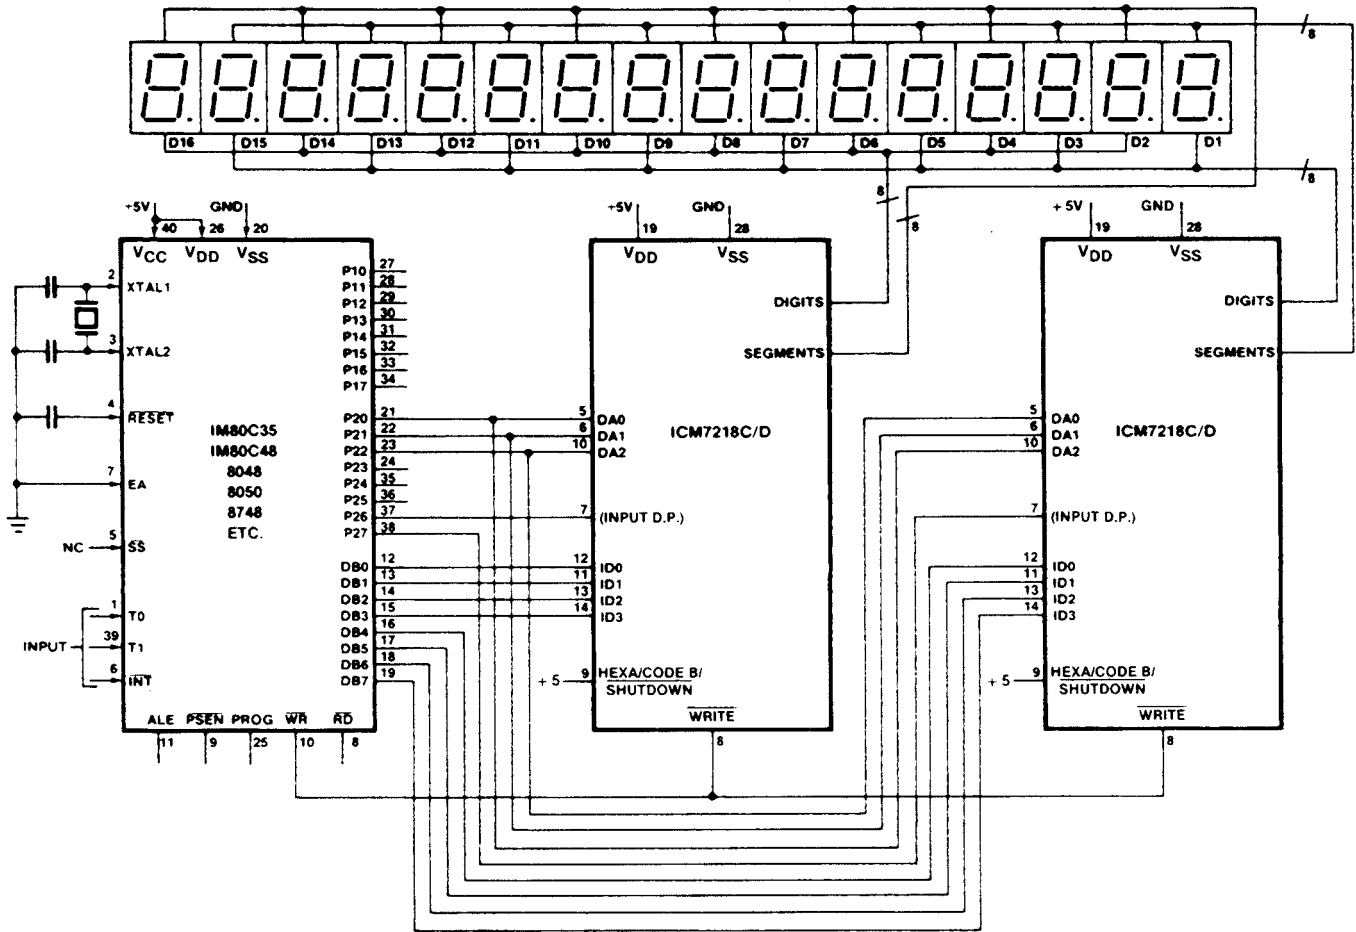 8
D16 D15 D14 D13 D12 D11 D10 D9 D8 D7 D6 D5 D4 D3 D2 D1
8
8
8
+5V GND
40 26 20
VCC VDD VSS
2 XTAL1
3 XTAL2
4 RESET
7 EA
NC 5 SS
INPUT
1 T0
39 T1
6 INT
IM80C35
IM80C48
8048
8050
8748
ETC.
P10 27
P11 28
P12 29
P13 30
P14 31
P15 32
P16 33
P17 34
P20 21
P21 22
P22 23
P23 24
P24 35
P25 36
P26 37
P27 38
DB0 12
DB1 13
DB2 14
DB3 15
DB4 16
DB5 17
DB6 18
DB7 19
ALE PSEN PROG WR RD
11 9 25 10 8
+5V GND
19 28
VDD VSS
DIGITS
SEGMENTS
5 DA0
6 DA1
10 DA2
ICM7218C/D
7 (INPUT D.P.)
12 ID0
11 ID1
13 ID2
14 ID3
+ 5 9 HEXA/CODE B/
SHUTDOWN
WRITE
8
+ 5V GND
19 28
VDD VSS
DIGITS
SEGMENTS
5 DA0
6 DA1
10 DA2
ICM7218C/D
7 (INPUT D.P.)
12 ID0
11 ID1
13 ID2
14 ID3
+ 5 9 HEXA/CODE B/
SHUTDOWN
WRITE
8